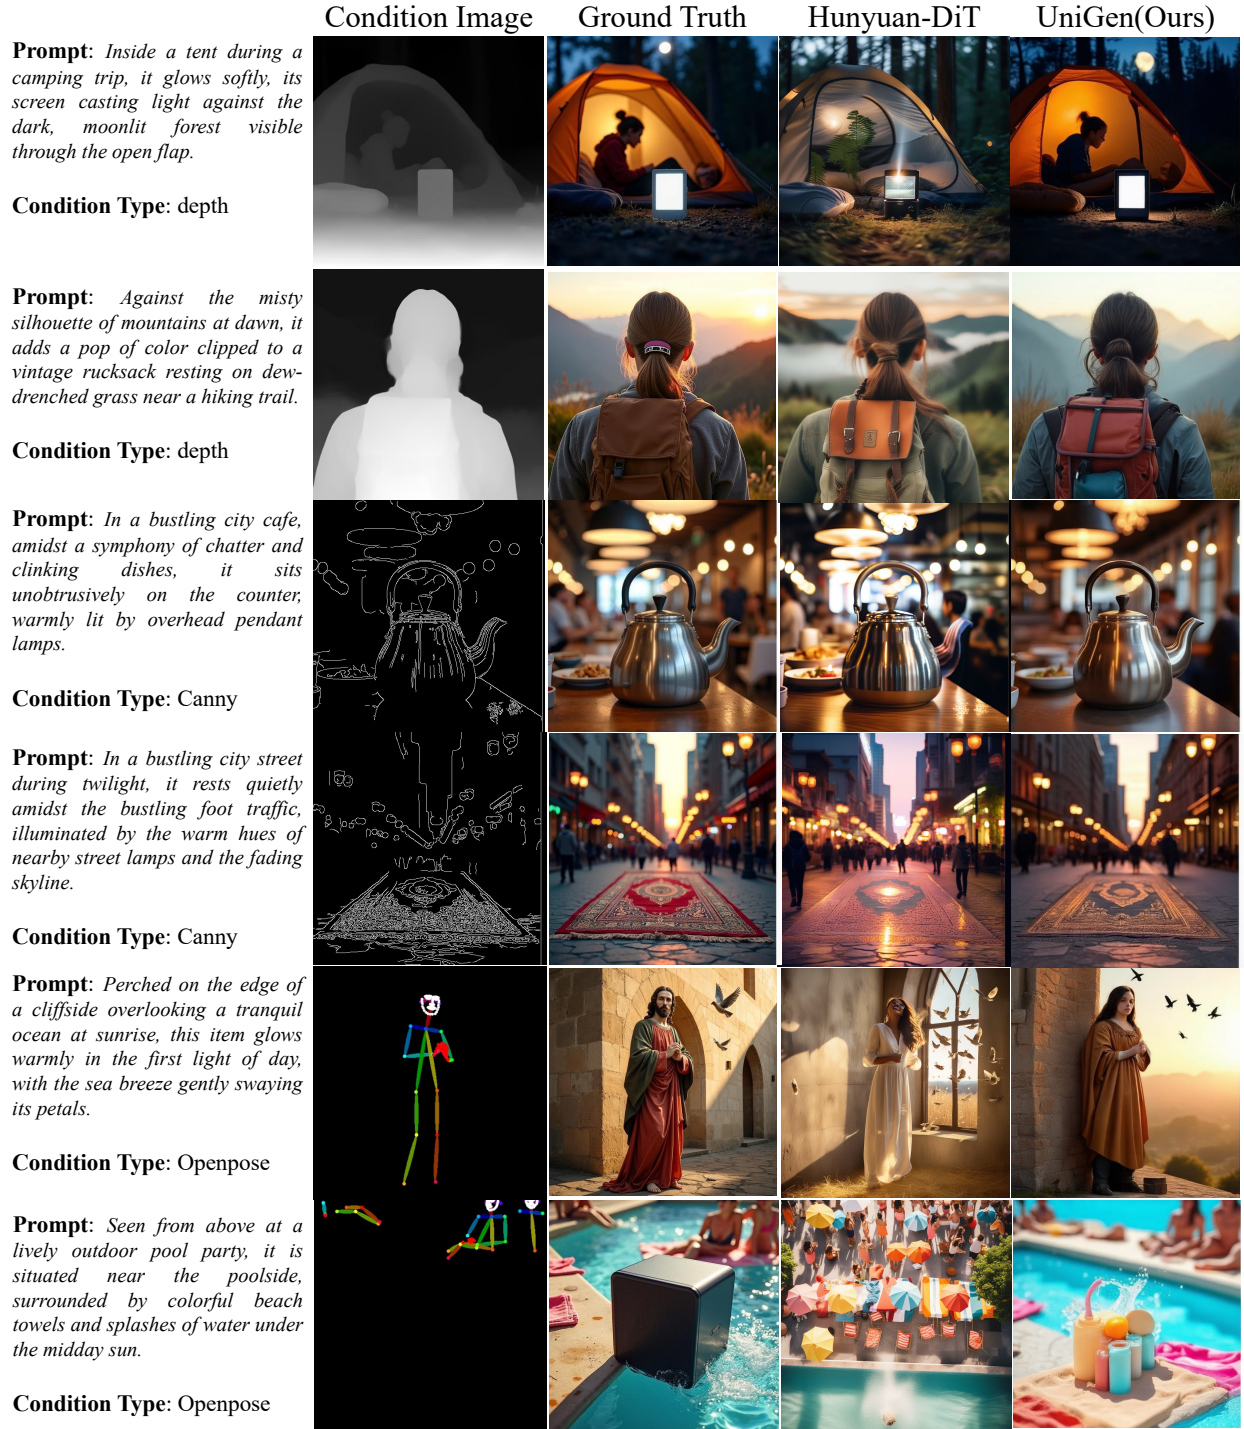 Condition Image Ground Truth Hunyuan-DiT UniGen(Ours)
Prompt: Inside a tent during a
camping trip, it glows softly, its
screen casting light against the
dark, moonlit forest visible
through the open flap.
Condition Type: depth
Prompt: Against the misty
silhouette of mountains at dawn, it
adds a pop of color clipped to a
vintage rucksack resting on dew-
drenched grass near a hiking trail.
Condition Type: depth
Prompt: In a bustling city cafe,
amidst a symphony of chatter and
clinking dishes, it sits
unobtrusively on the counter,
warmly lit by overhead pendant
lamps.
Condition Type: Canny
Prompt: In a bustling city street
during twilight, it rests quietly
amidst the bustling foot traffic,
illuminated by the warm hues of
nearby street lamps and the fading
skyline.
Condition Type: Canny
Prompt: Perched on the edge of
a cliffside overlooking a tranquil
ocean at sunrise, this item glows
warmly in the first light of day,
with the sea breeze gently swaying
its petals.
Condition Type: Openpose
Prompt: Seen from above at a
lively outdoor pool party, it is
situated near the poolside,
surrounded by colorful beach
towels and splashes of water under
the midday sun.
Condition Type: Openpose